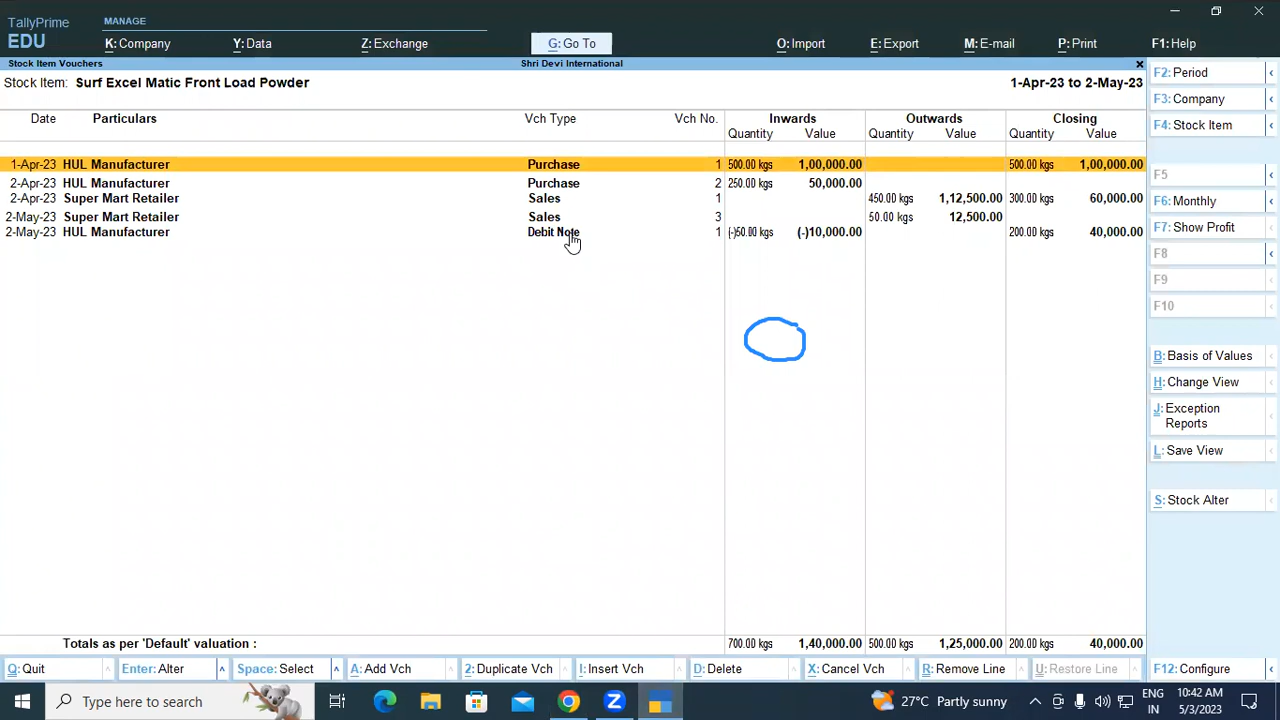 TallyPrime MANAGE
EDU K: Company Y: Data Z: Exchange G: Go To O: Import E: Export M: E-mail P: Print F1: Help
Stock Item Vouchers Shri Devi International
Stock Item: Surf Excel Matic Front Load Powder 1-Apr-23 to 2-May-23
Date Particulars Vch Type Vch No. Inwards Outwards Closing
Quantity Value Quantity Value Quantity Value
1-Apr-23 HUL Manufacturer Purchase 1 500.00 kgs 1,00,000.00 500.00 kgs 1,00,000.00
2-Apr-23 HUL Manufacturer Purchase 2 250.00 kgs 50,000.00
2-Apr-23 Super Mart Retailer Sales 1 450.00 kgs 1,12,500.00 300.00 kgs 60,000.00
2-May-23 Super Mart Retailer Sales 3 50.00 kgs 12,500.00
2-May-23 HUL Manufacturer Debit Note 1 (-)50.00 kgs (-)10,000.00 200.00 kgs 40,000.00
Totals as per 'Default' valuation : 700.00 kgs 1,40,000.00 500.00 kgs 1,25,000.00 200.00 kgs 40,000.00
Q: Quit Enter: Alter Space: Select A: Add Vch 2: Duplicate Vch I: Insert Vch D: Delete X: Cancel Vch R: Remove Line U: Restore Line
F2: Period
F3: Company
F4: Stock Item
F5
F6: Monthly
F7: Show Profit
F8
F9
F10
B: Basis of Values
H: Change View
J: Exception
Reports
L: Save View
S: Stock Alter
F12: Configure
Type here to search 27°C Partly sunny ENG
IN 10:42 AM
5/3/2023